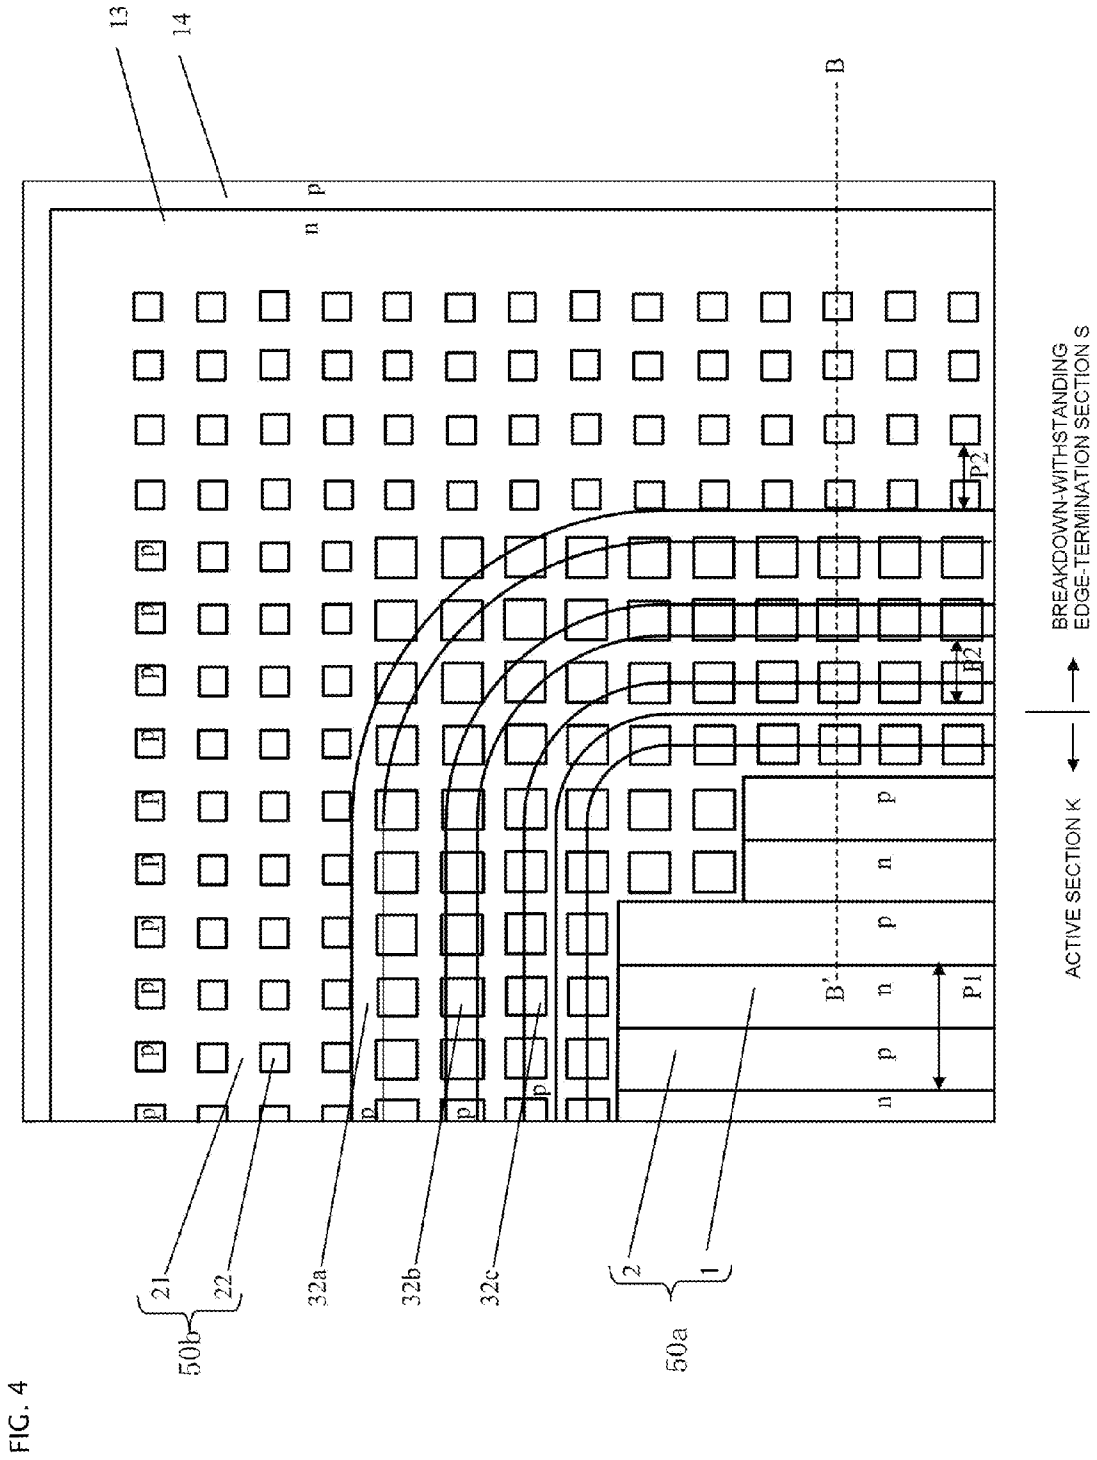 FIG. 4
13
14
p
n
B
p
p
p
p
p
p
p
p
p
p
P2
P2
BREAKDOWN-WITHSTANDING
EDGE-TERMINATION SECTION S
ACTIVE SECTION K
p
n
p
n
p
n
B'
P1
p
p
p
21
22
50b
32a
32b
32c
2
1
50a